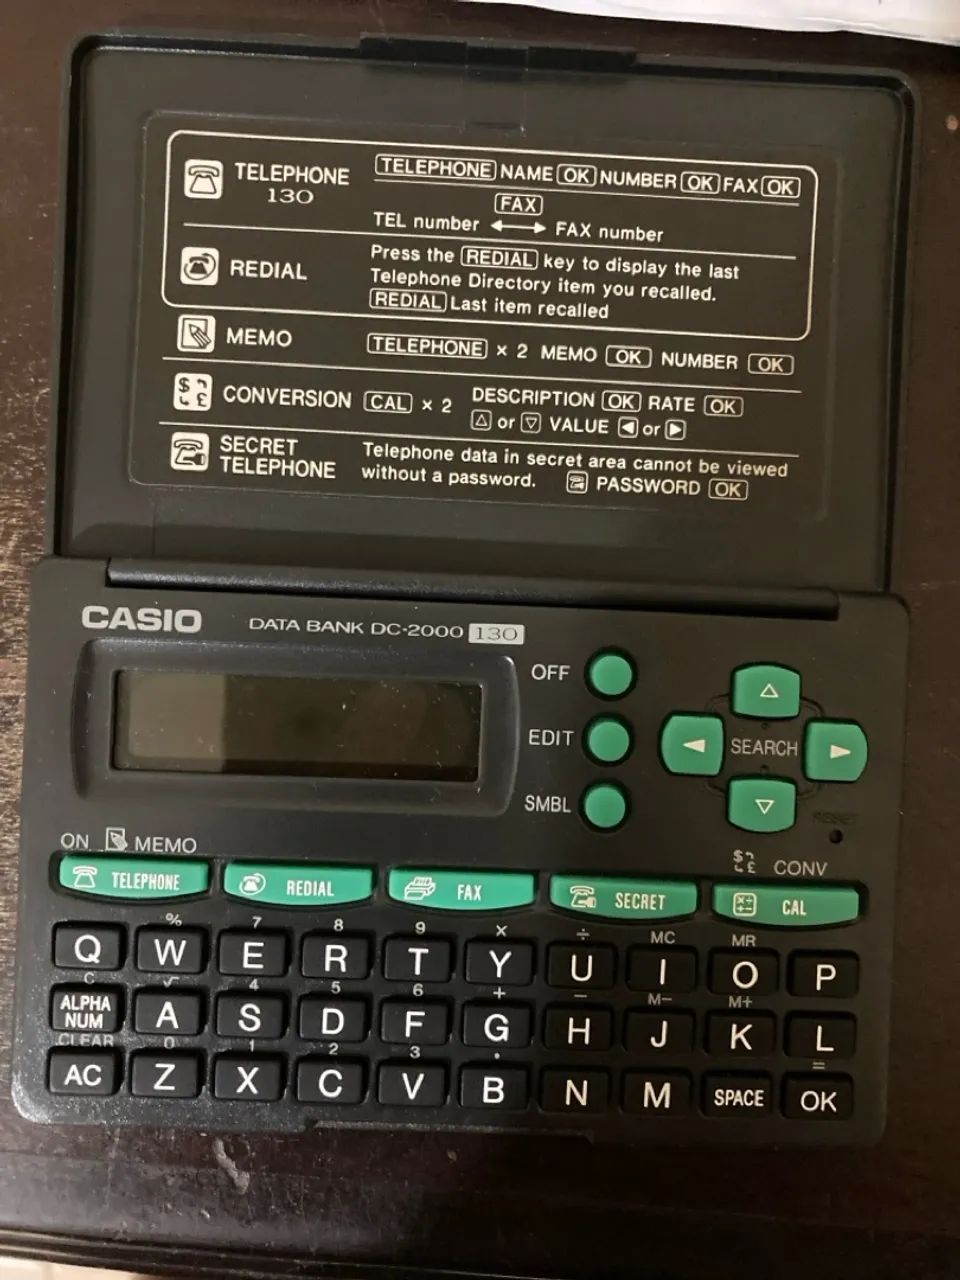 TELEPHONE 130 TELEPHONE NAME OK NUMBER OK FAX OK
FAX
TEL number ↔ FAX number
REDIAL Press the REDIAL key to display the last
Telephone Directory item you recalled.
REDIAL Last item recalled
MEMO TELEPHONE × 2 MEMO OK NUMBER OK
CONVERSION CAL × 2 DESCRIPTION OK RATE OK
△ or ▽ VALUE ◀ or ▶
SECRET TELEPHONE Telephone data in secret area cannot be viewed
without a password. PASSWORD OK
CASIO DATA BANK DC-2000 130
OFF
EDIT
SEARCH
SMBL
RESET
ON MEMO $ £ CONV
TELEPHONE REDIAL FAX SECRET CAL
% 7 8 9 × ÷ MC MR
Q W E R T Y U I O P
C √ 4 5 6 + − M− M+
ALPHA NUM A S D F G H J K L
CLEAR 0 1 2 3 · =
AC Z X C V B N M SPACE OK